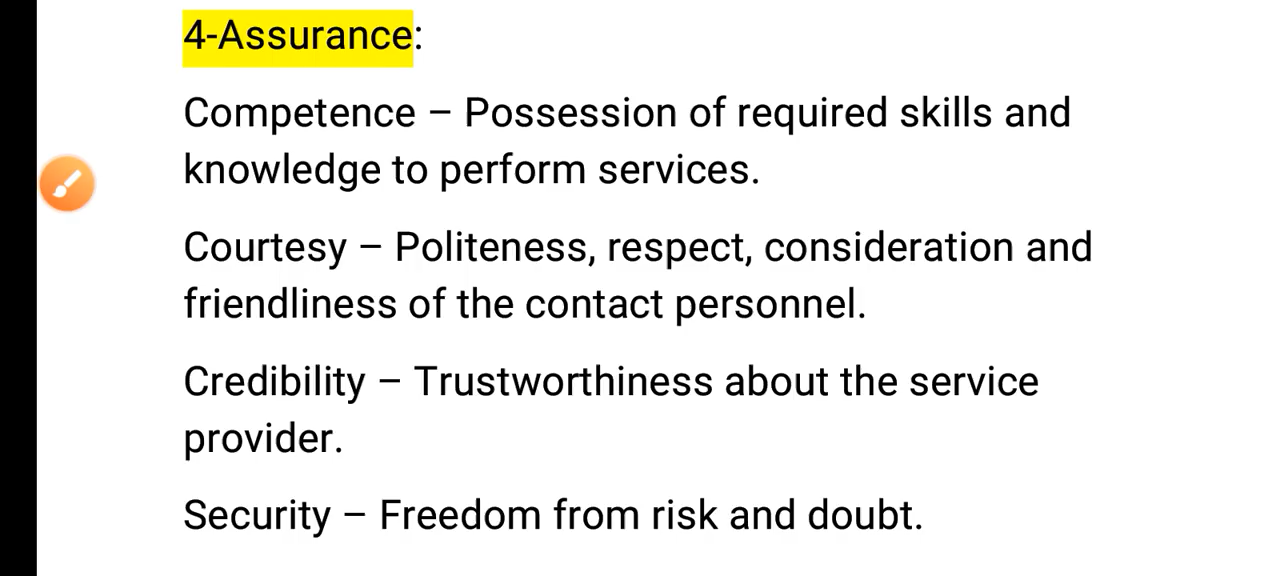 4-Assurance:
Competence – Possession of required skills and
knowledge to perform services.
Courtesy – Politeness, respect, consideration and
friendliness of the contact personnel.
Credibility – Trustworthiness about the service
provider.
Security – Freedom from risk and doubt.